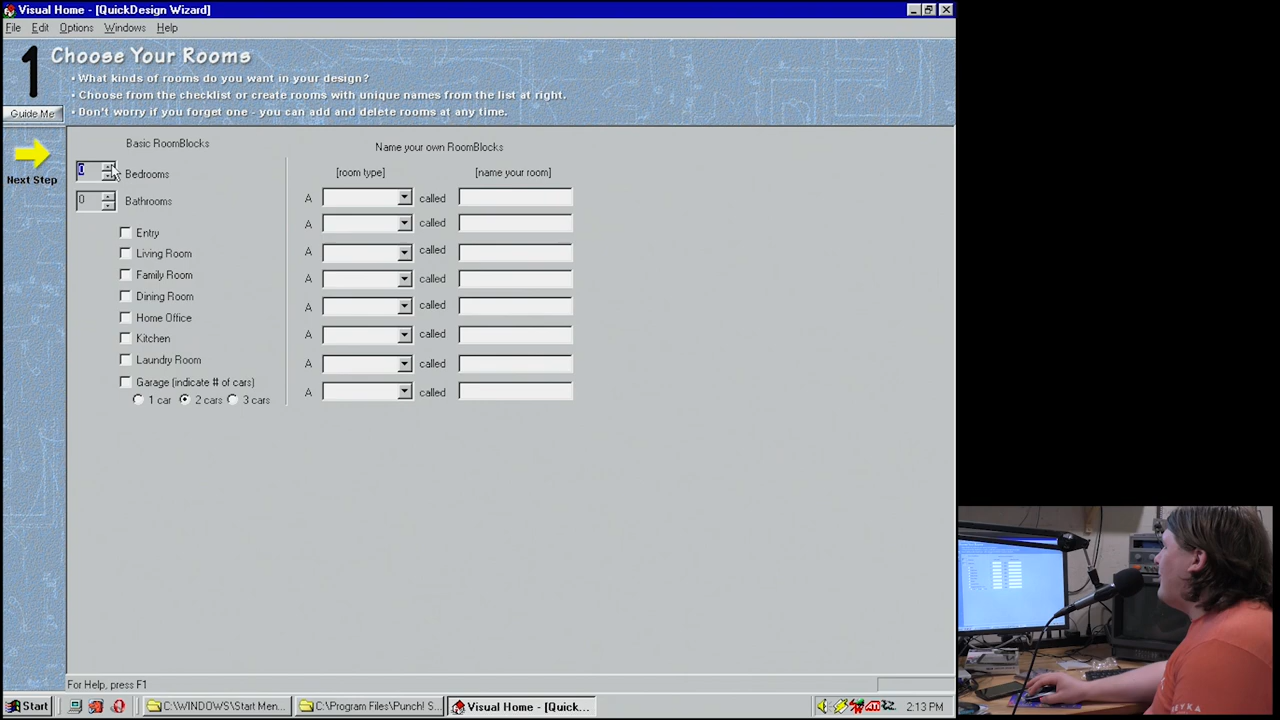 Visual Home - [QuickDesign Wizard]
File Edit Options Windows Help
1
Choose Your Rooms
• What kinds of rooms do you want in your design?
• Choose from the checklist or create rooms with unique names from the list at right.
• Don't worry if you forget one - you can add and delete rooms at any time.
Guide Me
Next Step
Basic RoomBlocks
0 Bedrooms
0 Bathrooms
Entry
Living Room
Family Room
Dining Room
Home Office
Kitchen
Laundry Room
Garage (indicate # of cars)
1 car 2 cars 3 cars
Name your own RoomBlocks
[room type] [name your room]
A called
A called
A called
A called
A called
A called
A called
A called
For Help, press F1
Start C:\WINDOWS\Start Men... C:\Program Files\Punch! S... Visual Home - [Quick... 2:13 PM